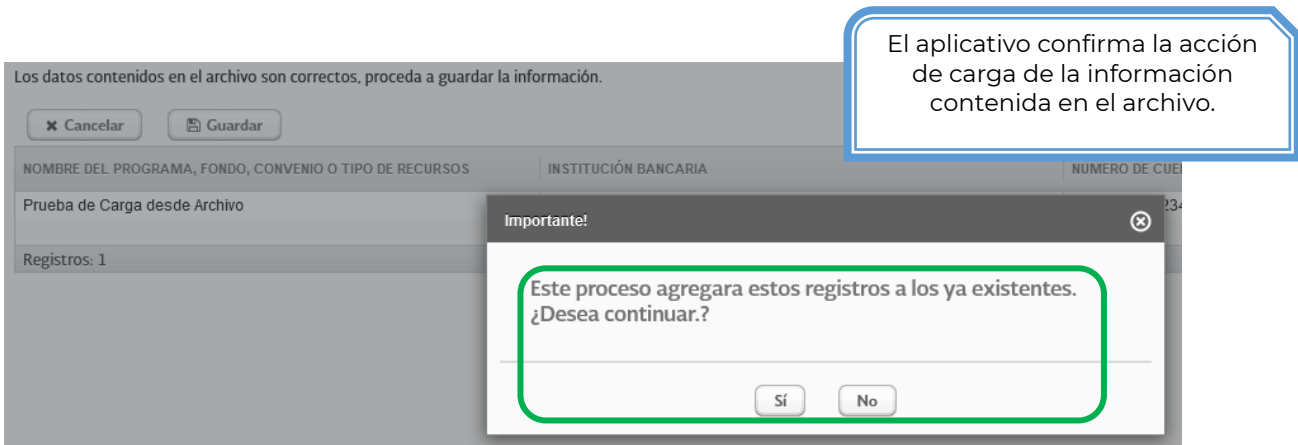 El aplicativo confirma la acción
de carga de la información
contenida en el archivo.
Los datos contenidos en el archivo son correctos, proceda a guardar la información.
Cancelar
Guardar
NOMBRE DEL PROGRAMA, FONDO, CONVENIO O TIPO DE RECURSOS
INSTITUCIÓN BANCARIA
NÚMERO DE
Prueba de Carga desde Archivo
Registros: 1
Importante!
Este proceso agregara estos registros a los ya existentes.
¿Desea continuar.?
Sí
No